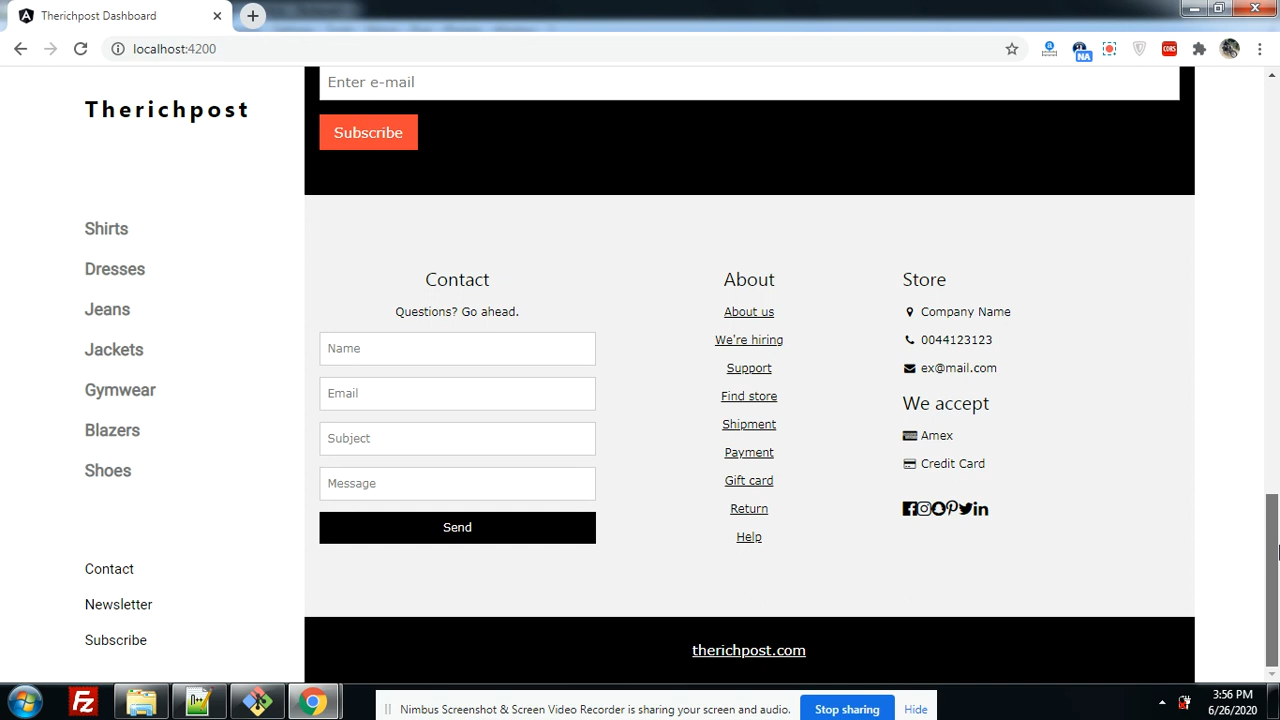 Therichpost Dashboard
localhost:4200
NA
CORS
Therichpost
Shirts
Dresses
Jeans
Jackets
Gymwear
Blazers
Shoes
Contact
Newsletter
Subscribe
Enter e-mail
Subscribe
Contact
Questions? Go ahead.
Name
Email
Subject
Message
Send
About
About us
We're hiring
Support
Find store
Shipment
Payment
Gift card
Return
Help
Store
Company Name
0044123123
ex@mail.com
We accept
Amex
Credit Card
therichpost.com
Nimbus Screenshot & Screen Video Recorder is sharing your screen and audio.
Stop sharing
Hide
3:56 PM
6/26/2020